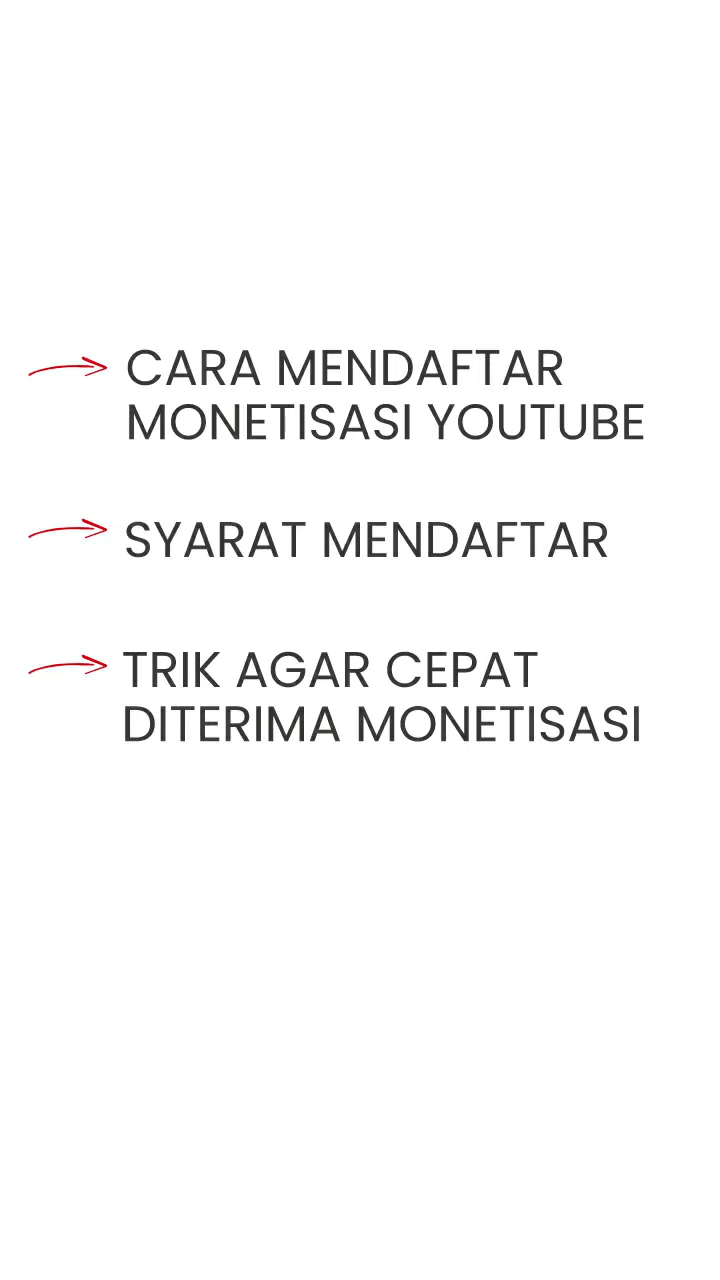 CARA MENDAFTAR
MONETISASI YOUTUBE
SYARAT MENDAFTAR
TRIK AGAR CEPAT
DITERIMA MONETISASI